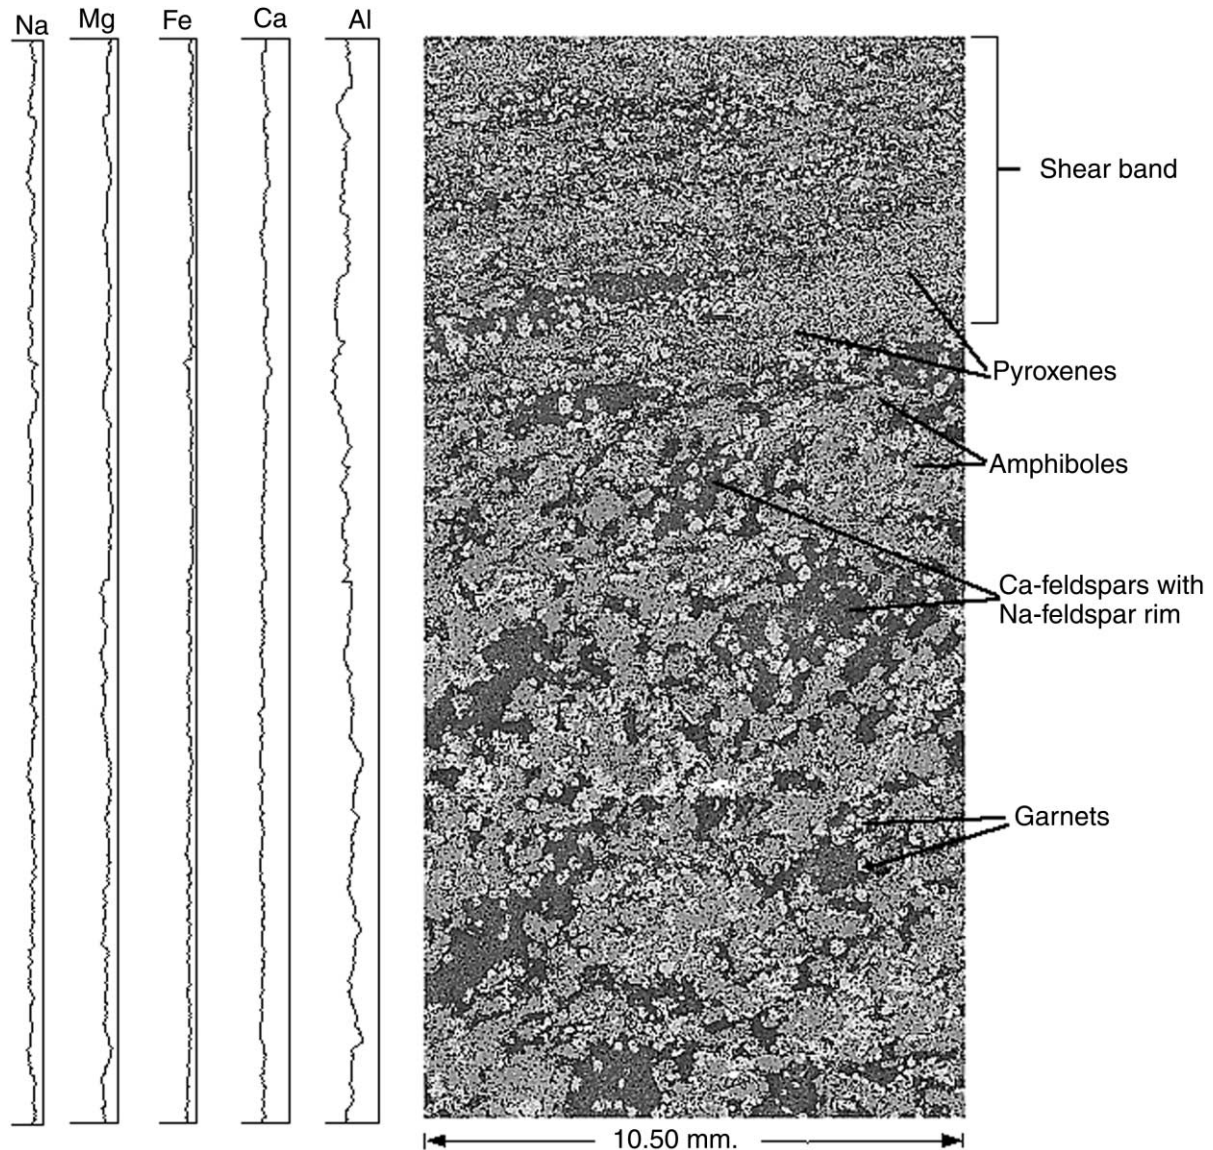 Na Mg Fe Ca Al
Shear band
Pyroxenes
Amphiboles
Ca-feldspars with
Na-feldspar rim
Garnets
10.50 mm.